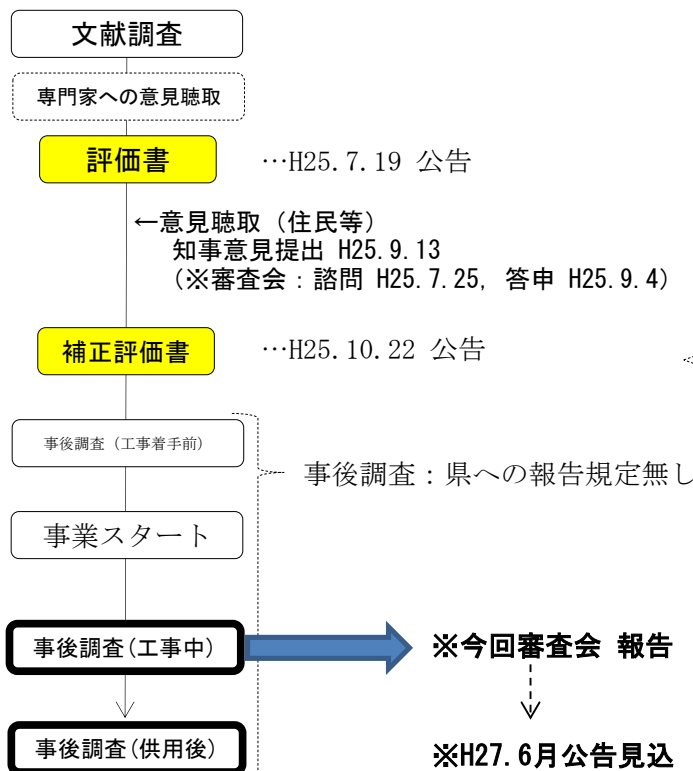 文献調査
専門家への意見聴取
評価書 …H25.7.19 公告
←意見聴取（住民等）
知事意見提出 H25.9.13
（※審査会：諮問 H25.7.25, 答申 H25.9.4）
補正評価書 …H25.10.22 公告
事後調査（工事着手前）
事後調査：県への報告規定無し
事業スタート
事後調査(工事中) ※今回審査会 報告
事後調査(供用後) ※H27.6月公告見込